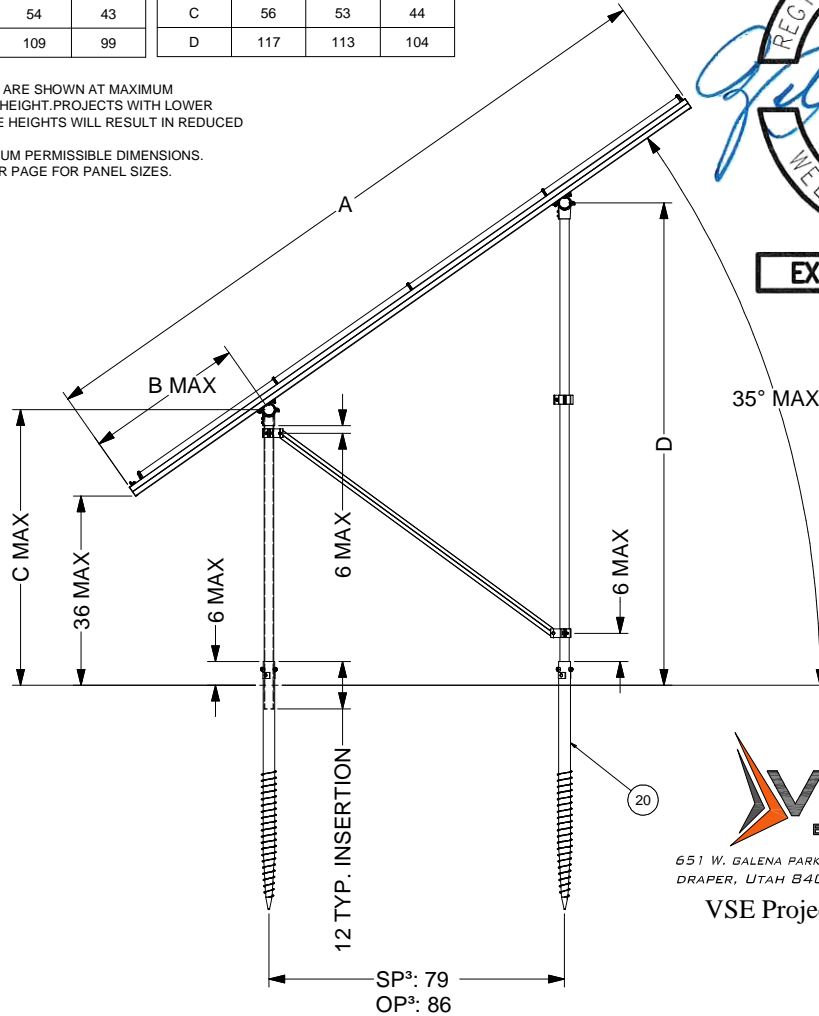 54 43
109 99
C 56 53 44
D 117 113 104
ARE SHOWN AT MAXIMUM
HEIGHT.PROJECTS WITH LOWER
E HEIGHTS WILL RESULT IN REDUCED
UM PERMISSIBLE DIMENSIONS.
R PAGE FOR PANEL SIZES.
REGI
WEL
EX
A
B MAX
35° MAX
D
C MAX
36 MAX
6 MAX
6 MAX
6 MAX
12 TYP. INSERTION
20
V
651 W. GALENA PARK
DRAPER, UTAH 840
VSE Projec
SP³: 79
OP³: 86